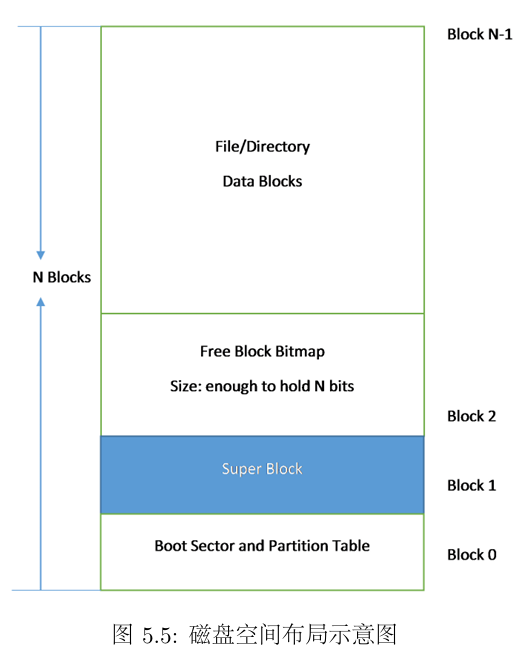 Block N-1
File/Directory
Data Blocks
N Blocks
Free Block Bitmap
Size: enough to hold N bits
Block 2
Super Block
Block 1
Boot Sector and Partition Table
Block 0
图 5.5: 磁盘空间布局示意图